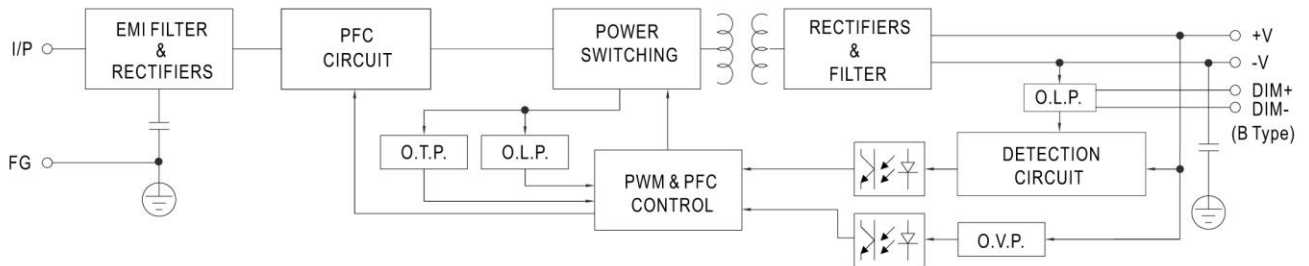 I/P
EMI FILTER
&
RECTIFIERS
PFC
CIRCUIT
POWER
SWITCHING
RECTIFIERS
&
FILTER
+V
-V
O.L.P.
DIM+
DIM-
(B Type)
FG
O.T.P.
O.L.P.
PWM & PFC
CONTROL
DETECTION
CIRCUIT
O.V.P.